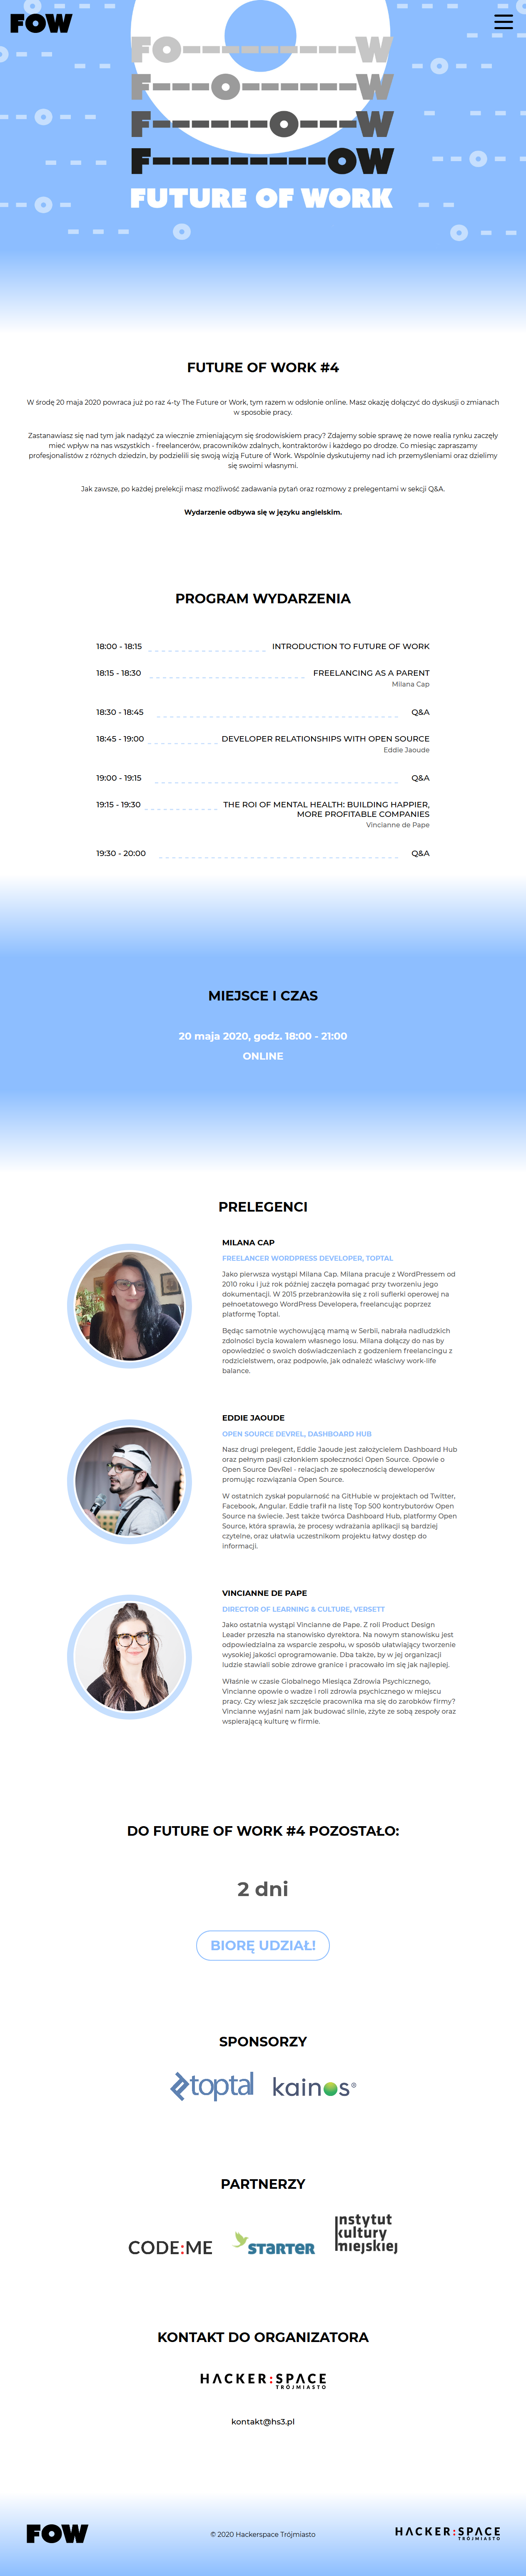 FOW
FO---------W
F----O------W
F-------O---W
F---------OW
FUTURE OF WORK
FUTURE OF WORK #4
W środę 20 maja 2020 powraca już po raz 4-ty The Future or Work, tym razem w odsłonie online. Masz okazję dołączyć do dyskusji o zmianach
w sposobie pracy.
Zastanawiasz się nad tym jak nadążyć za wiecznie zmieniającym się środowiskiem pracy? Zdajemy sobie sprawę ze nowe realia rynku zaczęły
mieć wpływ na nas wszystkich - freelancerów, pracowników zdalnych, kontraktorów i kazdego po drodze. Co miesiąc zapraszamy
profesjonalistów z różnych dziedzin, by podzielili się swoją wizją Future of Work. Wspólnie dyskutujemy nad ich przemyśleniami oraz dzielimy
się swoimi własnymi.
Jak zawsze, po każdej prelekcji masz możliwość zadawania pytań oraz rozmowy z prelegentami w sekcji Q&A.
Wydarzenie odbywa się w języku angielskim.
PROGRAM WYDARZENIA
18:00 - 18:15 INTRODUCTION TO FUTURE OF WORK
18:15 - 18:30 FREELANCING AS A PARENT
Milana Cap
18:30 - 18:45 Q&A
18:45 - 19:00 DEVELOPER RELATIONSHIPS WITH OPEN SOURCE
Eddie Jaoude
19:00 - 19:15 Q&A
19:15 - 19:30 THE ROI OF MENTAL HEALTH: BUILDING HAPPIER,
MORE PROFITABLE COMPANIES
Vincianne de Pape
19:30 - 20:00 Q&A
MIEJSCE I CZAS
20 maja 2020, godz. 18:00 - 21:00
ONLINE
PRELEGENCI
MILANA CAP
FREELANCER WORDPRESS DEVELOPER, TOPTAL
Jako pierwsza wystąpi Milana Cap. Milana pracuje z WordPressem od
2010 roku i już rok później zaczęła pomagać przy tworzeniu jego
dokumentacji. W 2015 przebranżowiła się z roli suflerki operowej na
pełnoetatowego WordPress Developera, freelancując poprzez
platformę Toptal.
Będąc samotnie wychowującą mamą w Serbii, nabrała nadludzkich
zdolności bycia kowalem własnego losu. Milana dołączy do nas by
opowiedzieć o swoich doświadczeniach z godzeniem freelancingu z
rodzicielstwem, oraz podpowie, jak odnaleźć właściwy work-life
balance.
EDDIE JAOUDE
OPEN SOURCE DEVREL, DASHBOARD HUB
Nasz drugi prelegent, Eddie Jaoude jest założycielem Dashboard Hub
oraz pełnym pasji członkiem społeczności Open Source. Opowie o
Open Source DevRel - relacjach ze społecznością deweloperów
promując rozwiązania Open Source.
W ostatnich zyskał popularność na GitHubie w projektach od Twitter,
Facebook, Angular. Eddie trafił na listę Top 500 kontrybutorów Open
Source na świecie. Jest także twórca Dashboard Hub, platformy Open
Source, która sprawia, że procesy wdrażania aplikacji są bardziej
czytelne, oraz ułatwia uczestnikom projektu łatwy dostęp do
informacji.
VINCIANNE DE PAPE
DIRECTOR OF LEARNING & CULTURE, VERSETT
Jako ostatnia wystąpi Vincianne de Pape. Z roli Product Design
Leader przeszła na stanowisko dyrektora. Na nowym stanowisku jest
odpowiedzialna za wsparcie zespołu, w sposób ułatwiający tworzenie
wysokiej jakości oprogramowanie. Dba takze, by w jej organizacji
ludzie stawiali sobie zdrowe granice i pracowało im się jak najlepiej.
Właśnie w czasie Globalnego Miesiąca Zdrowia Psychicznego,
Vincianne opowie o wadze i roli zdrowia psychicznego w miejscu
pracy. Czy wiesz jak szczęście pracownika ma się do zarobków firmy?
Vincianne wyjaśni nam jak budować silnie, zżyte ze sobą zespoły oraz
wspierającą kulturę w firmie.
DO FUTURE OF WORK #4 POZOSTAŁO:
2 dni
BIORĘ UDZIAŁ!
SPONSORZY
toptal kainos®
PARTNERZY
CODE:ME STARTER Instytut
kultury
miejskiej
KONTAKT DO ORGANIZATORA
HACKER:SPACE
TRÓJMIASTO
kontakt@hs3.pl
FOW © 2020 Hackerspace Trójmiasto HACKER:SPACE
TRÓJMIASTO